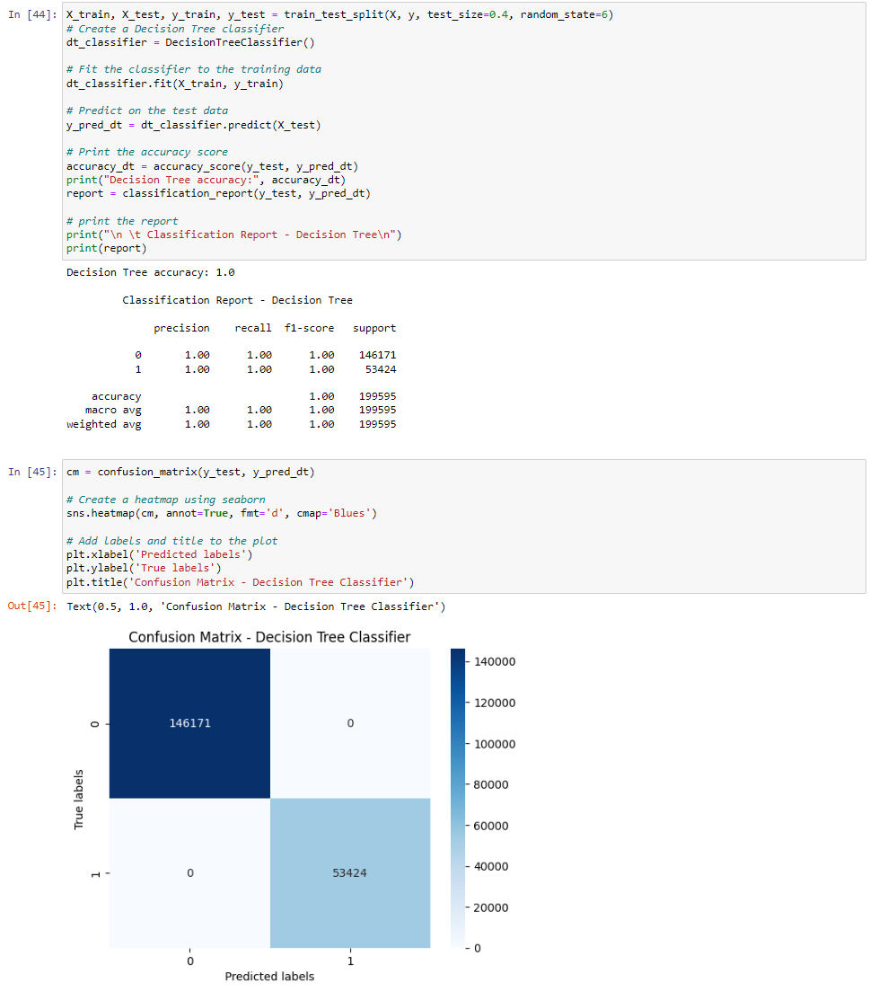 In [44]: X_train, X_test, y_train, y_test = train_test_split(X, y, test_size=0.4, random_state=6)
# Create a Decision Tree classifier
dt_classifier = DecisionTreeClassifier()
# Fit the classifier to the training data
dt_classifier.fit(X_train, y_train)
# Predict on the test data
y_pred_dt = dt_classifier.predict(X_test)
# Print the accuracy score
accuracy_dt = accuracy_score(y_test, y_pred_dt)
print("Decision Tree accuracy:", accuracy_dt)
report = classification_report(y_test, y_pred_dt)
# print the report
print("\n \t Classification Report - Decision Tree\n")
print(report)
Decision Tree accuracy: 1.0
Classification Report - Decision Tree
precision recall f1-score support
0 1.00 1.00 1.00 146171
1 1.00 1.00 1.00 53424
accuracy 1.00 199595
macro avg 1.00 1.00 1.00 199595
weighted avg 1.00 1.00 1.00 199595
In [45]: cm = confusion_matrix(y_test, y_pred_dt)
# Create a heatmap using seaborn
sns.heatmap(cm, annot=True, fmt='d', cmap='Blues')
# Add labels and title to the plot
plt.xlabel('Predicted labels')
plt.ylabel('True labels')
plt.title('Confusion Matrix - Decision Tree Classifier')
Out[45]: Text(0.5, 1.0, 'Confusion Matrix - Decision Tree Classifier')
Confusion Matrix - Decision Tree Classifier
True labels
0
1
146171 0
0 53424
0 1
Predicted labels
140000
120000
100000
80000
60000
40000
20000
0